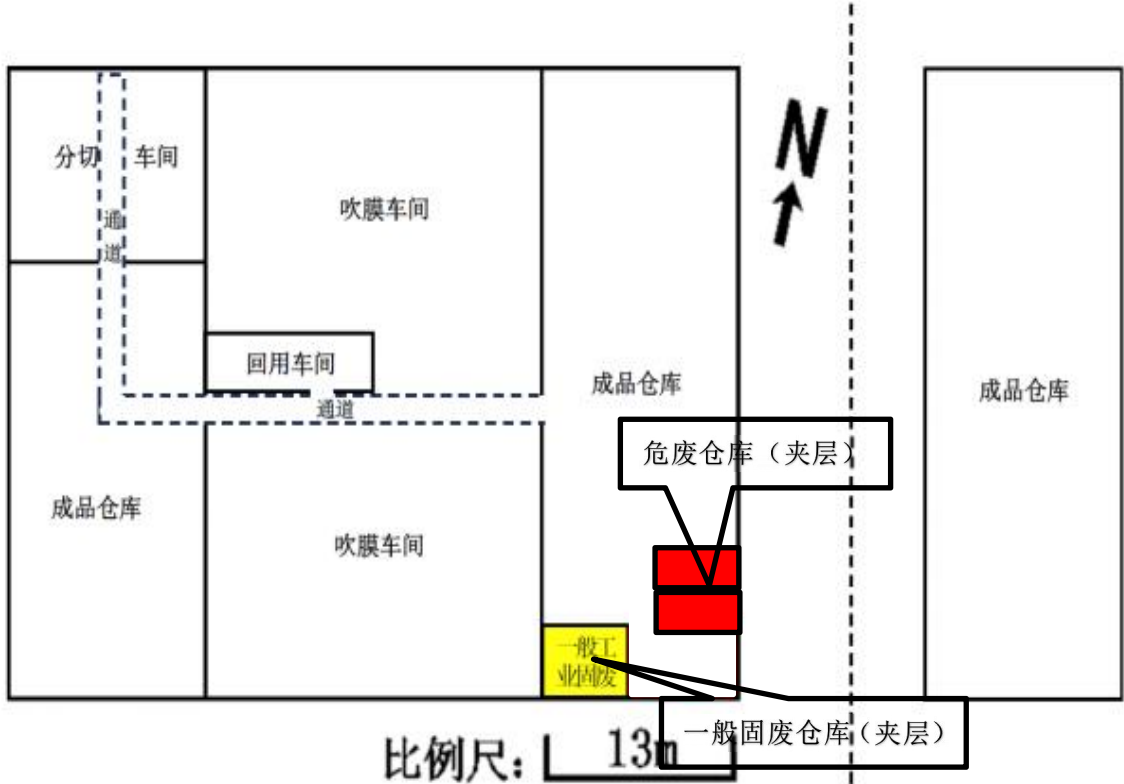 N
分切 车间
吹膜车间
通
道
回用车间
成品仓库
成品仓库
通道
危废仓库（夹层）
成品仓库
吹膜车间
一般工
业固废
一般固废仓库（夹层）
比例尺： 13m